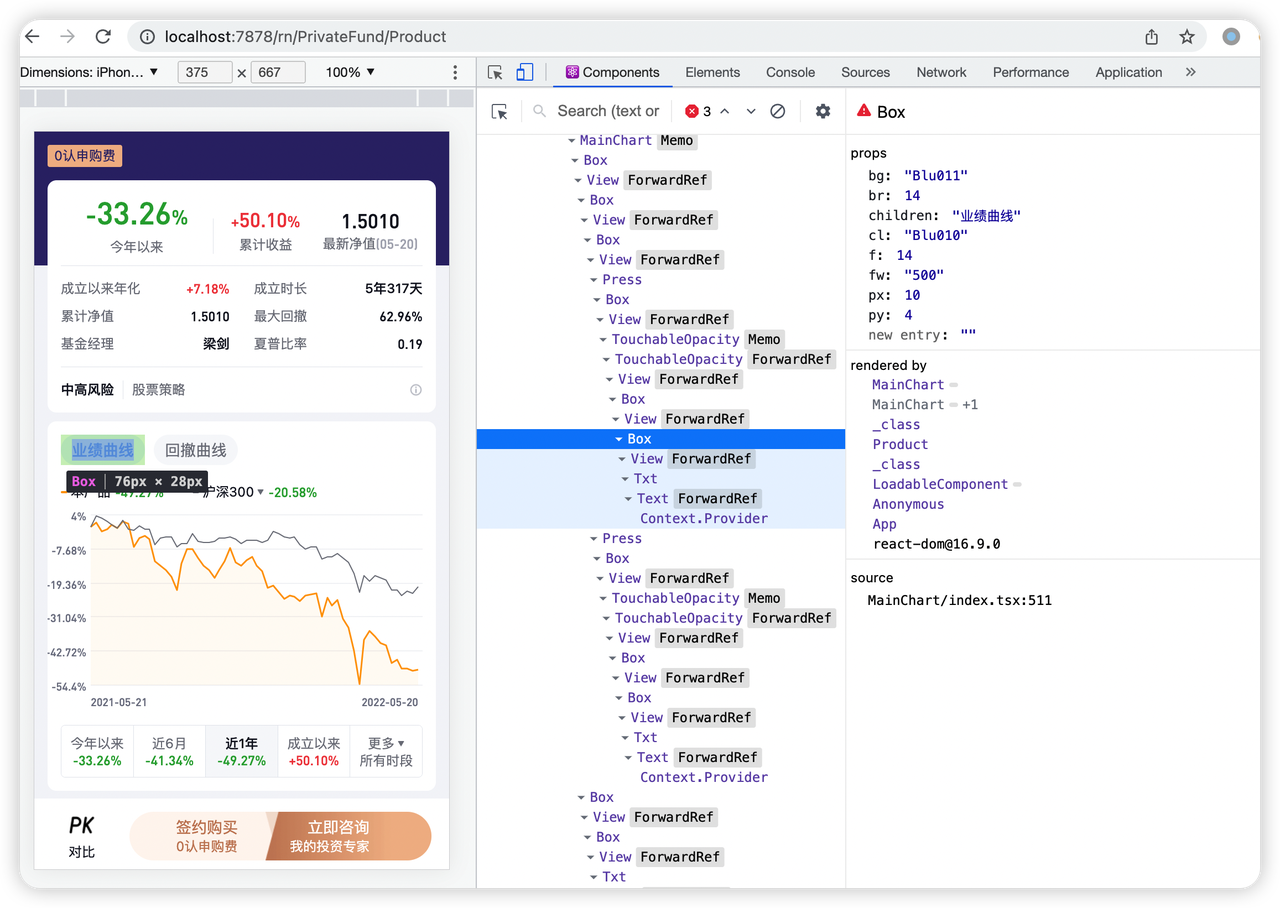 localhost:7878/rn/PrivateFund/Product
Dimensions: iPhon… ▼ 375 × 667 100% ▼
Components Elements Console Sources Network Performance Application »
0认申购费
-33.26%
今年以来
+50.10%
累计收益
1.5010
最新净值(05-20)
成立以来年化 +7.18% 成立时长 5年317天
累计净值 1.5010 最大回撤 62.96%
基金经理 梁剑 夏普比率 0.19
中高风险 股票策略
业绩曲线 回撤曲线
Box | 76px × 28px
本产品 -49.27% 沪深300 ▼ -20.58%
4%
-7.68%
-19.36%
-31.04%
-42.72%
-54.4%
2021-05-21 2022-05-20
今年以来 近6月 近1年 成立以来 更多▼
-33.26% -41.34% -49.27% +50.10% 所有时段
PK
对比
签约购买
0认申购费
立即咨询
我的投资专家
Search (text or 3
MainChart Memo
Box
View ForwardRef
Box
View ForwardRef
Box
View ForwardRef
Press
Box
View ForwardRef
TouchableOpacity Memo
TouchableOpacity ForwardRef
View ForwardRef
Box
View ForwardRef
Box
View ForwardRef
Txt
Text ForwardRef
Context.Provider
Press
Box
View ForwardRef
TouchableOpacity Memo
TouchableOpacity ForwardRef
View ForwardRef
Box
View ForwardRef
Box
View ForwardRef
Txt
Text ForwardRef
Context.Provider
Box
View ForwardRef
Box
View ForwardRef
Txt
Box
props
bg: "Blu011"
br: 14
children: "业绩曲线"
cl: "Blu010"
f: 14
fw: "500"
px: 10
py: 4
new entry: ""
rendered by
MainChart
MainChart +1
_class
Product
_class
LoadableComponent
Anonymous
App
react-dom@16.9.0
source
MainChart/index.tsx:511